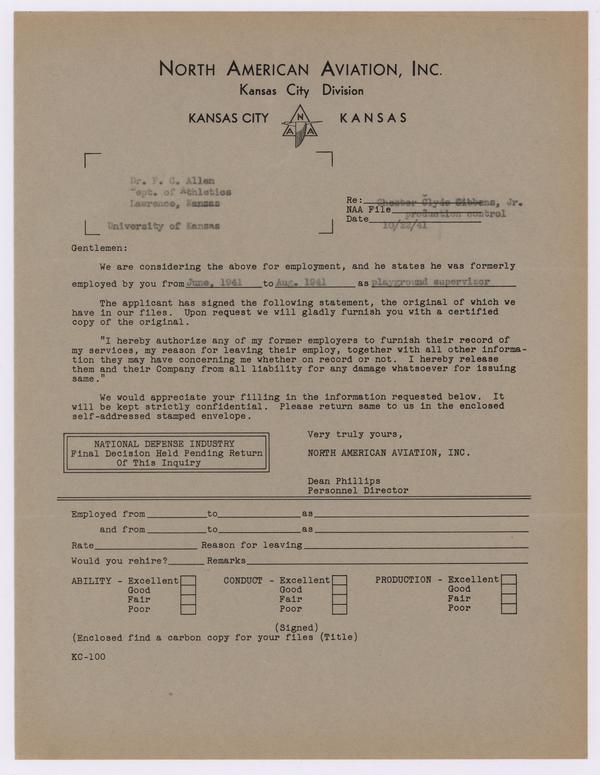 NORTH AMERICAN AVIATION, INC.
Kansas City Division
KANSAS CITY N A A KANSAS
Dr. F. C. Allen
Dept. of Athletics
Lawrence, Kansas
University of Kansas
Re: Chester Clyde Gibbens, Jr.
NAA File production control
Date 10/22/41
Gentlemen:
We are considering the above for employment, and he states he was formerly
employed by you from June, 1941 to Aug. 1941 as playground supervisor
The applicant has signed the following statement, the original of which we
have in our files. Upon request we will gladly furnish you with a certified
copy of the original.
"I hereby authorize any of my former employers to furnish their record of
my services, my reason for leaving their employ, together with all other informa-
tion they may have concerning me whether on record or not. I hereby release
them and their Company from all liability for any damage whatsoever for issuing
same."
We would appreciate your filling in the information requested below. It
will be kept strictly confidential. Please return same to us in the enclosed
self-addressed stamped envelope.
NATIONAL DEFENSE INDUSTRY
Final Decision Held Pending Return
Of This Inquiry
Very truly yours,
NORTH AMERICAN AVIATION, INC.
Dean Phillips
Personnel Director
Employed from to as
and from to as
Rate Reason for leaving
Would you rehire? Remarks
ABILITY - Excellent CONDUCT - Excellent PRODUCTION - Excellent
Good Good Good
Fair Fair Fair
Poor Poor Poor
(Signed)
(Enclosed find a carbon copy for your files (Title)
KC-100